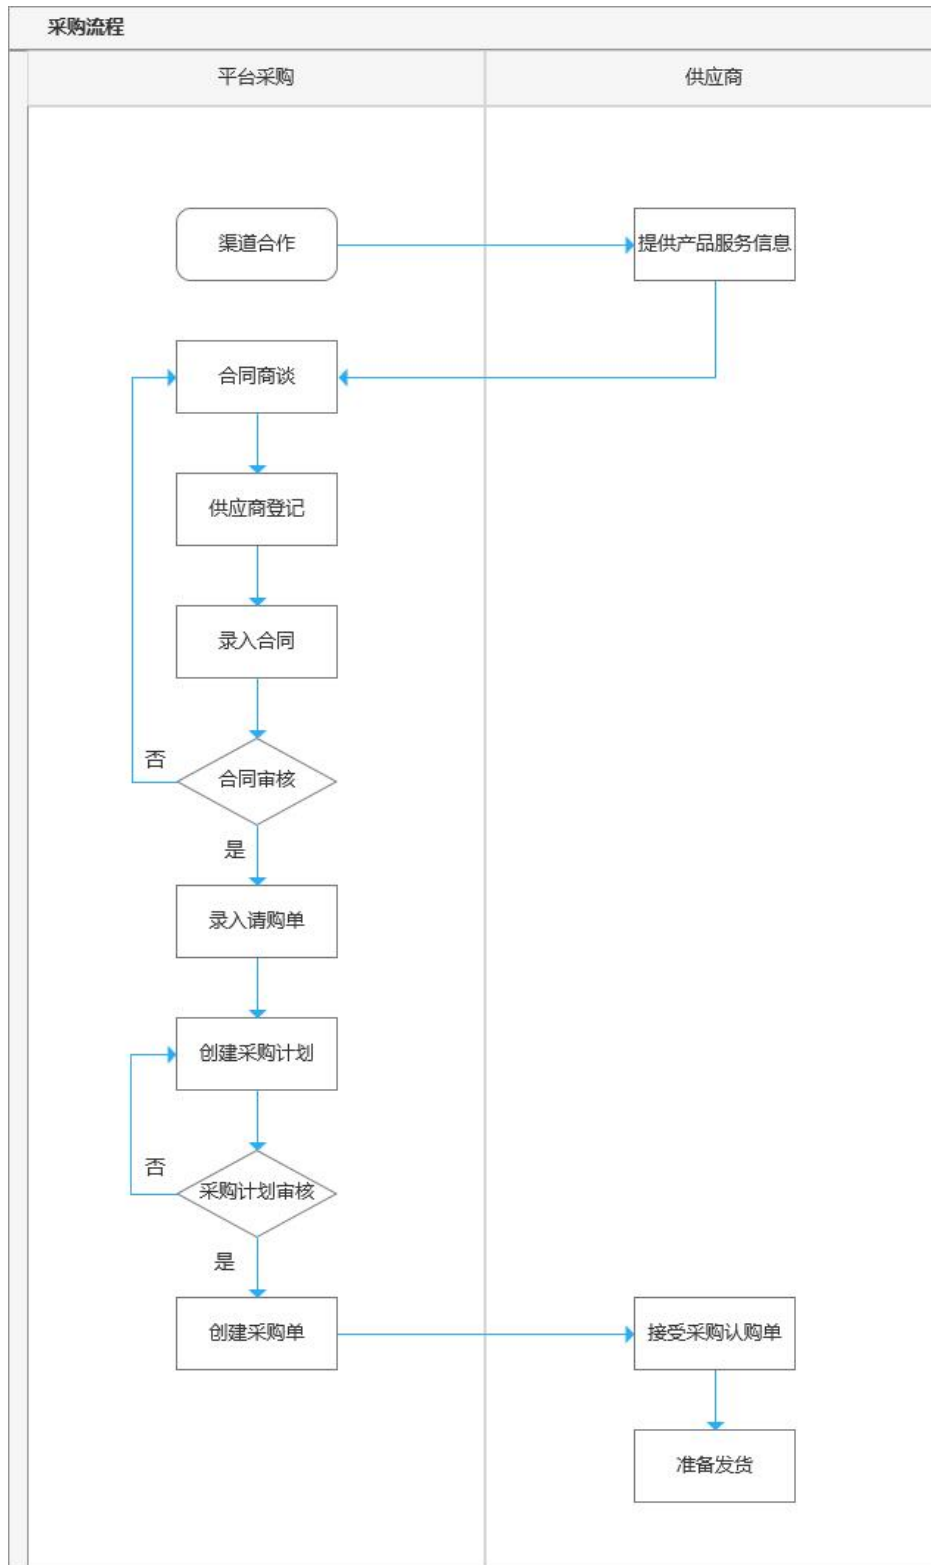 采购流程
平台采购
供应商
渠道合作
提供产品服务信息
合同商谈
供应商登记
录入合同
否
合同审核
是
录入请购单
创建采购计划
否
采购计划审核
是
创建采购单
接受采购认购单
准备发货